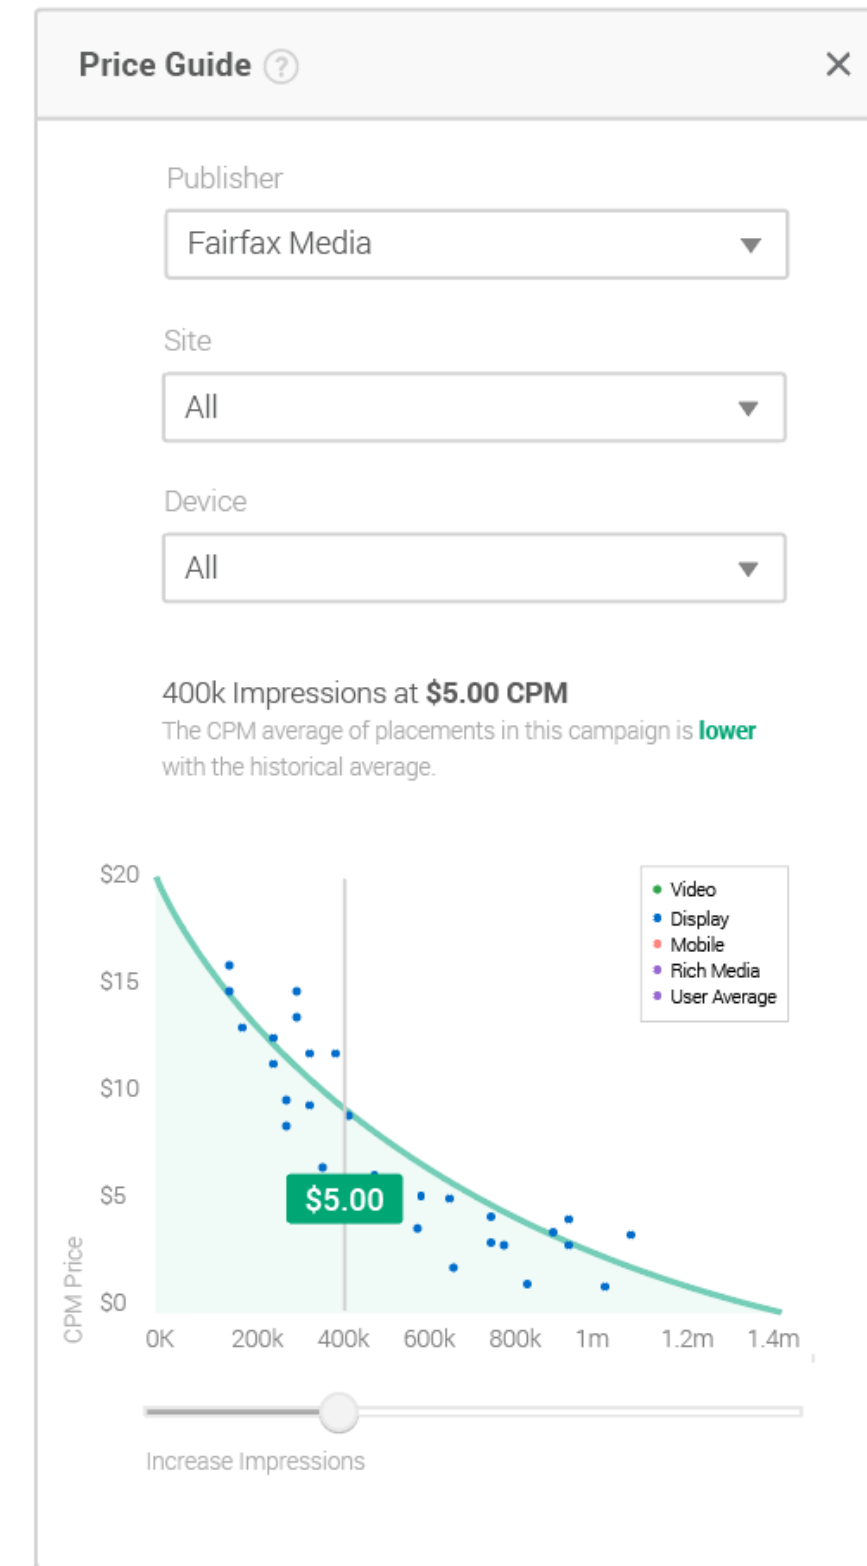 Price Guide ?
Publisher
Fairfax Media
Site
All
Device
All
400k Impressions at $5.00 CPM
The CPM average of placements in this campaign is lower
with the historical average.
$20
$15
$10
$5
$0
CPM Price
Video
Display
Mobile
Rich Media
User Average
$5.00
0K 200k 400k 600k 800k 1m 1.2m 1.4m
Increase Impressions